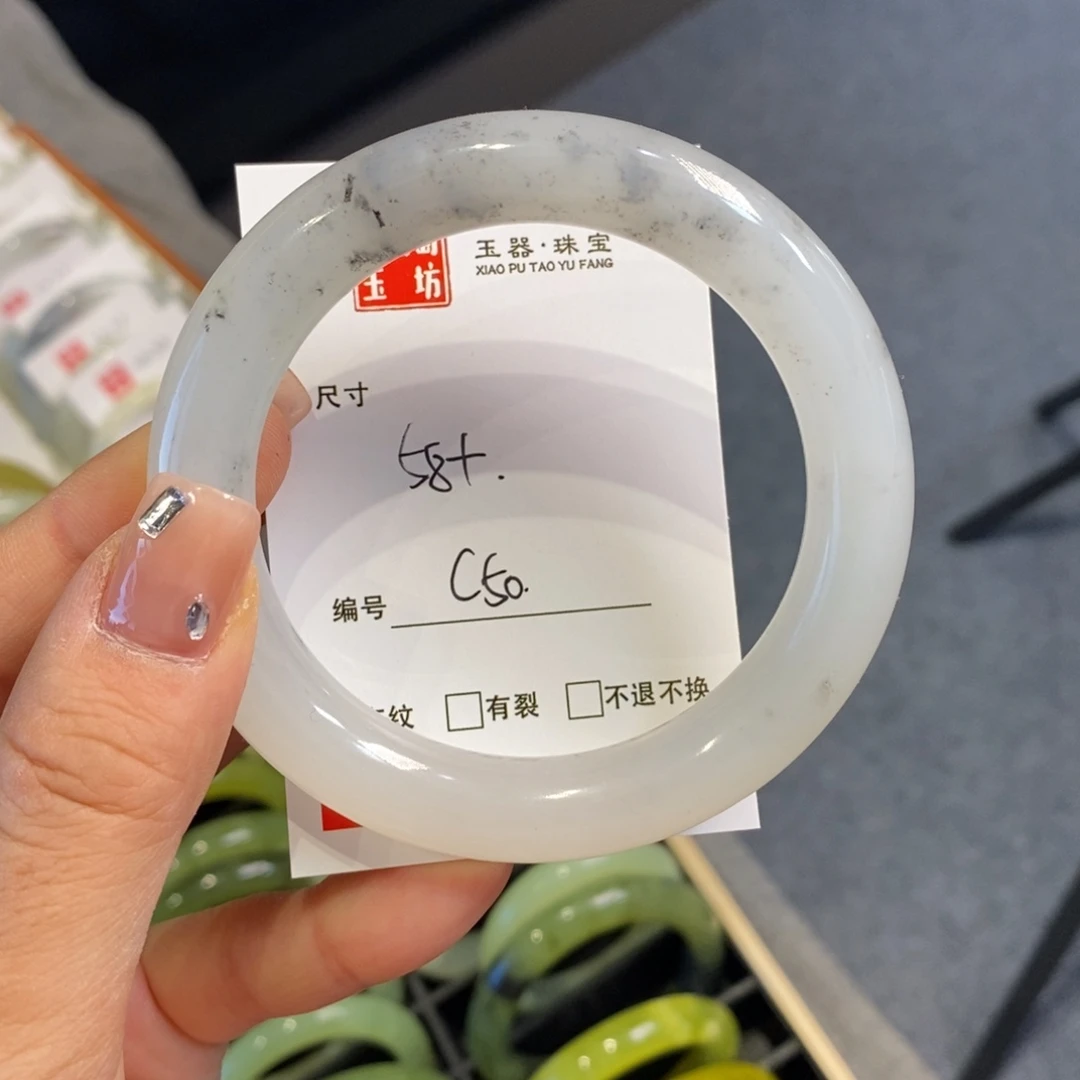 玉器·珠宝
XIAO PU TAO YU FANG
玉坊
尺寸
58+.
编号 C50.
纹 □有裂 □不退不换